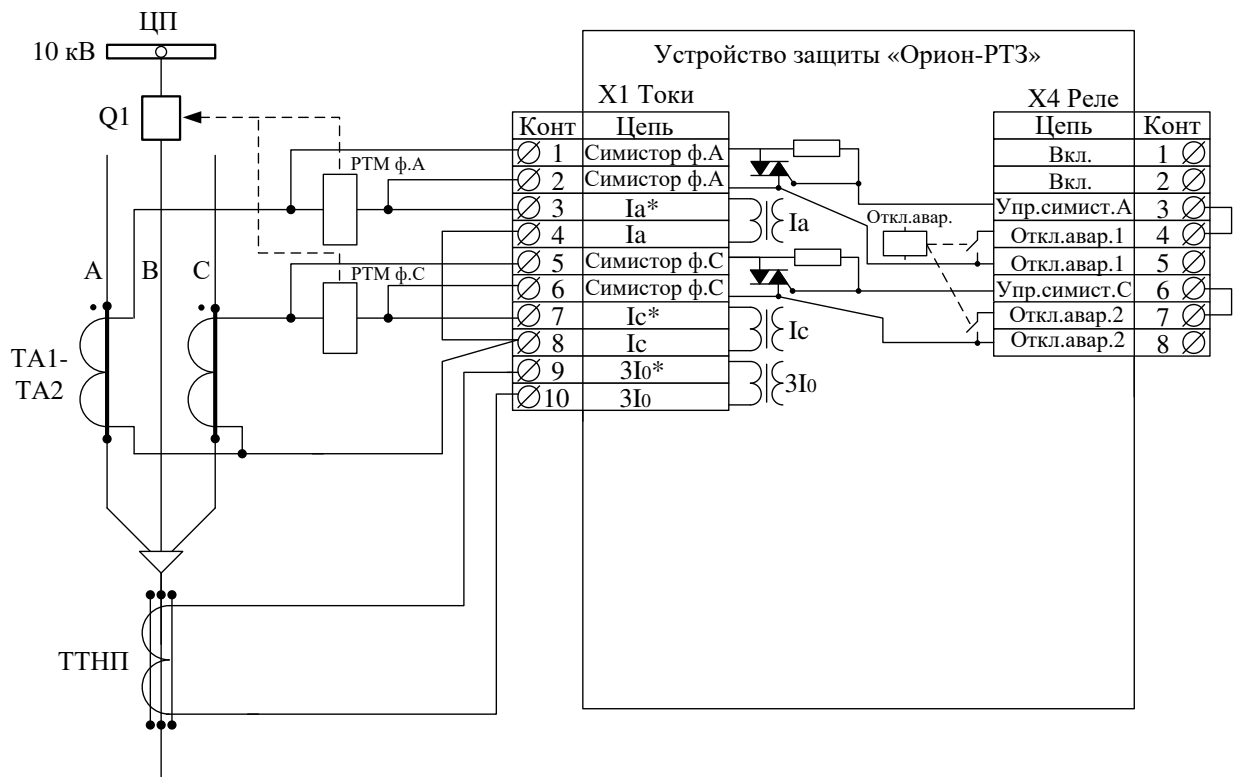 ЦП
10 кВ
Q1
Устройство защиты «Орион-РТЗ»
X1 Токи
X4 Реле
Конт Цепь
1 Симистор ф.А
2 Симистор ф.А
3 Ia*
4 Ia
5 Симистор ф.С
6 Симистор ф.С
7 Ic*
8 Ic
9 3I0*
10 3I0
Цепь Конт
Вкл. 1
Вкл. 2
Упр.симист.А 3
Откл.авар.1 4
Откл.авар.1 5
Упр.симист.С 6
Откл.авар.2 7
Откл.авар.2 8
РТМ ф.А
РТМ ф.С
Ia
Откл.авар.
Ic
3I0
А В С
ТА1-
ТА2
ТТНП